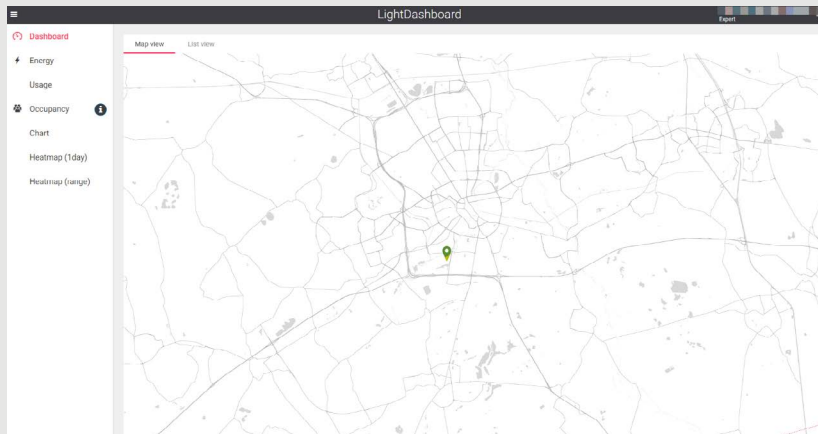 LightDashboard
Expert
Dashboard
Energy
Usage
Occupancy
Chart
Heatmap (1day)
Heatmap (range)
Map view
List view